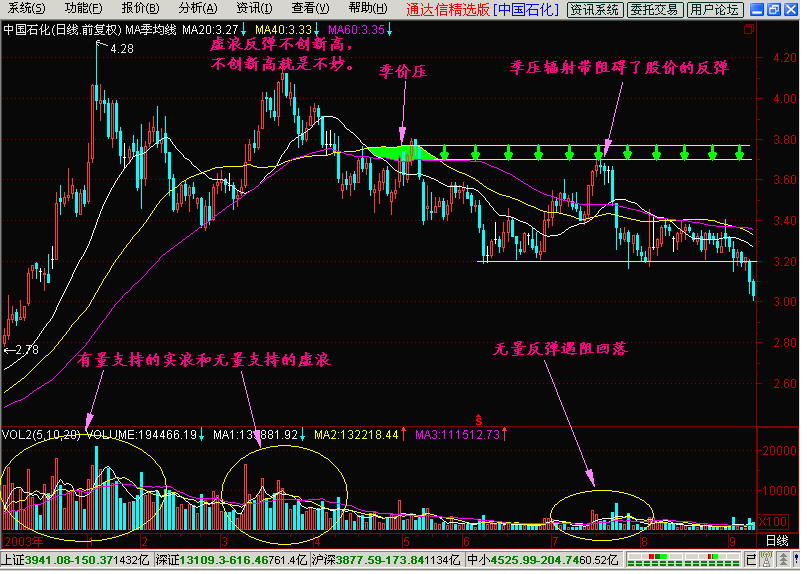 系统(S) 功能(F) 报价(B) 分析(A) 资讯(I) 查看(V) 帮助(H) 通达信精选版 [中国石化] 资讯系统 委托交易 用户论坛
中国石化(日线.前复权) MA季均线 MA20:3.27↓ MA40:3.33↓ MA60:3.35↓
虚浪反弹不创新高,
不创新高就是不妙。
←4.28
季价压
季压辐射带阻碍了股价的反弹
4.20
4.00
3.80
3.60
3.40
3.20
3.00
2.80
2.60
←2.78
有量支持的实浪和无量支持的虚浪
无量反弹遇阻回落
S
VOL2(5,10,20) VOLUME:194466.19↓ MA1:139881.92↓ MA2:132218.44↑ MA3:111512.73↑
20000
10000
X100
2003年 2 3 4 5 6 7 8 9 日线
上证3941.08-150.371432亿 深证13109.3-616.46761.4亿 沪深3877.59-173.841134亿 中小4525.99-204.7460.52亿